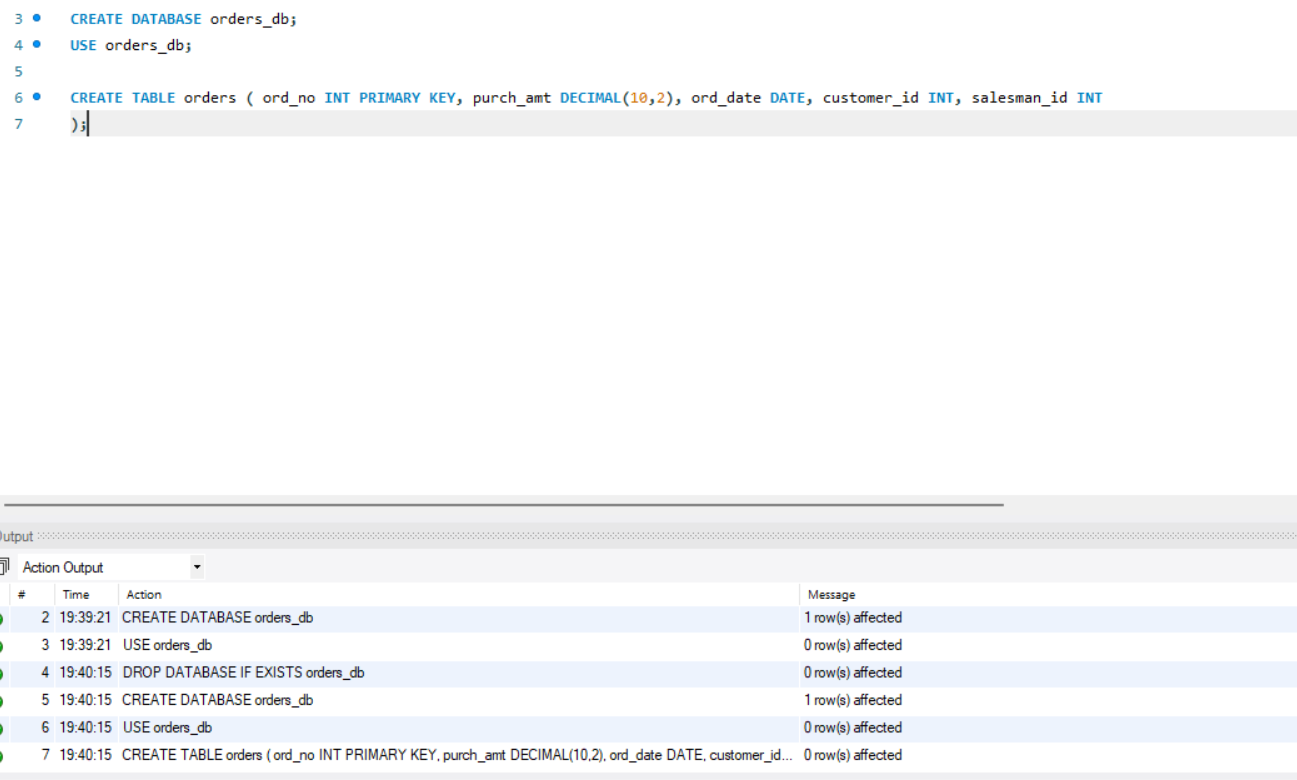 3 CREATE DATABASE orders_db;
4 USE orders_db;
5
6 CREATE TABLE orders ( ord_no INT PRIMARY KEY, purch_amt DECIMAL(10,2), ord_date DATE, customer_id INT, salesman_id INT
7 );
Output
Action Output
# Time Action Message
2 19:39:21 CREATE DATABASE orders_db 1 row(s) affected
3 19:39:21 USE orders_db 0 row(s) affected
4 19:40:15 DROP DATABASE IF EXISTS orders_db 0 row(s) affected
5 19:40:15 CREATE DATABASE orders_db 1 row(s) affected
6 19:40:15 USE orders_db 0 row(s) affected
7 19:40:15 CREATE TABLE orders ( ord_no INT PRIMARY KEY, purch_amt DECIMAL(10,2), ord_date DATE, customer_id... 0 row(s) affected